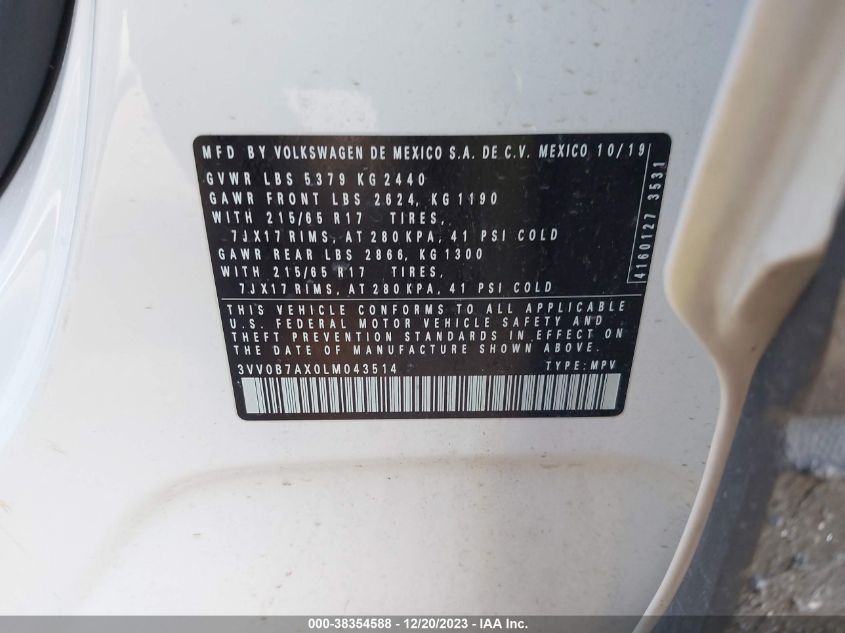 MFD BY VOLKSWAGEN DE MEXICO S.A. DE C.V. MEXICO 10/19
GVWR LBS 5379 KG 2440
GAWR FRONT LBS 2624, KG 1190
WITH 215/65 R17 TIRES,
7JX17 RIMS, AT 280 KPA, 41 PSI COLD
GAWR REAR LBS 2866, KG 1300
WITH 215/65 R17 TIRES,
7JX17 RIMS, AT 280 KPA, 41 PSI COLD
4160127 3531
THIS VEHICLE CONFORMS TO ALL APPLICABLE
U.S. FEDERAL MOTOR VEHICLE SAFETY AND
THEFT PREVENTION STANDARDS IN EFFECT ON
THE DATE OF MANUFACTURE SHOWN ABOVE.
3VV0B7AX0LM043514 TYPE: MPV
000-38354588 - 12/20/2023 - IAA Inc.